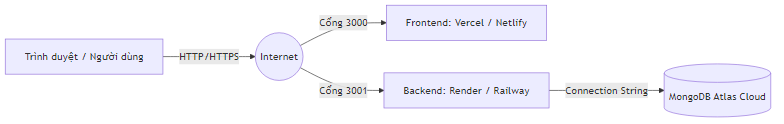 Trình duyệt / Người dùng
HTTP/HTTPS
Internet
Cổng 3000
Frontend: Vercel / Netlify
Cổng 3001
Backend: Render / Railway
Connection String
MongoDB Atlas Cloud